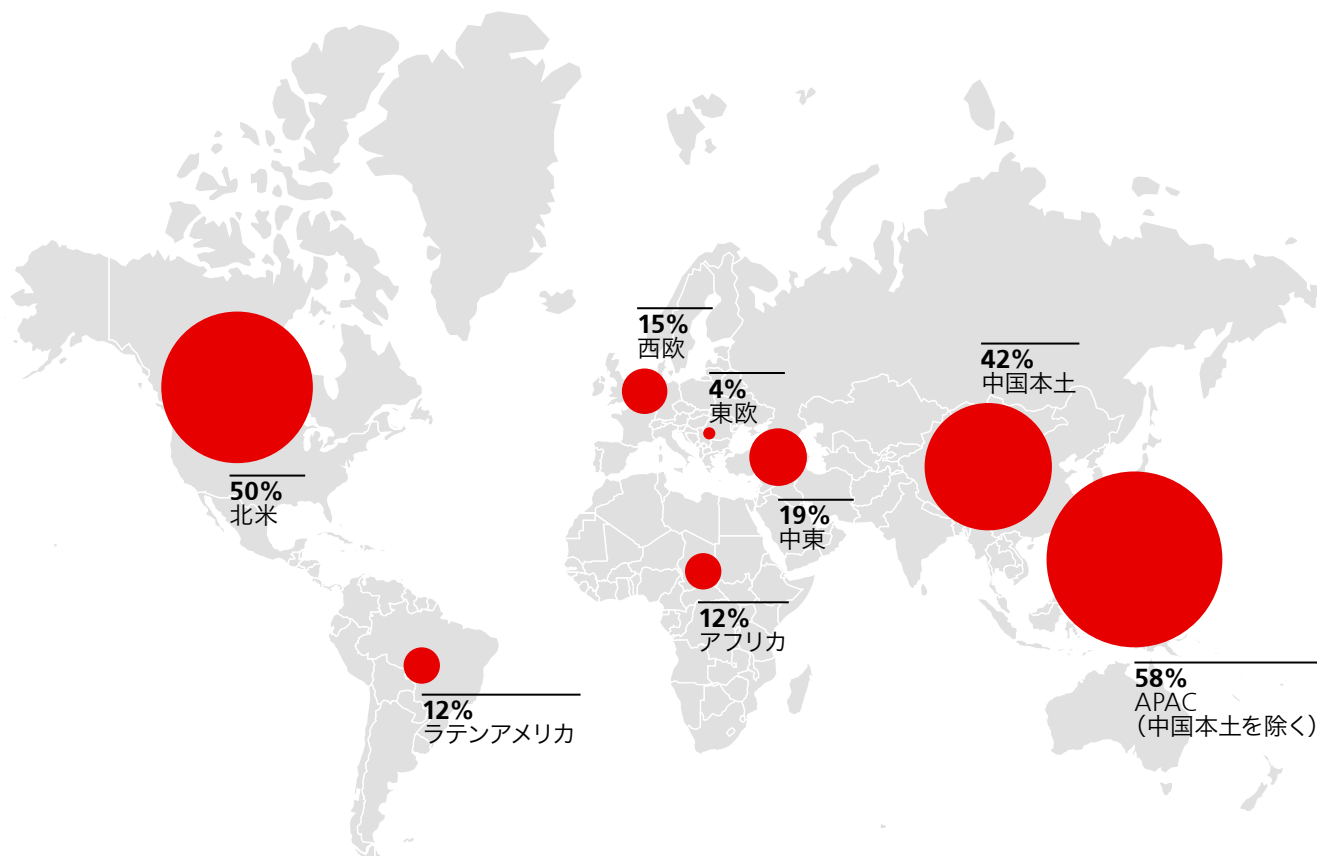 15%
西欧
4%
東欧
42%
中国本土
50%
北米
19%
中東
12%
アフリカ
12%
ラテンアメリカ
58%
APAC
（中国本土を除く）